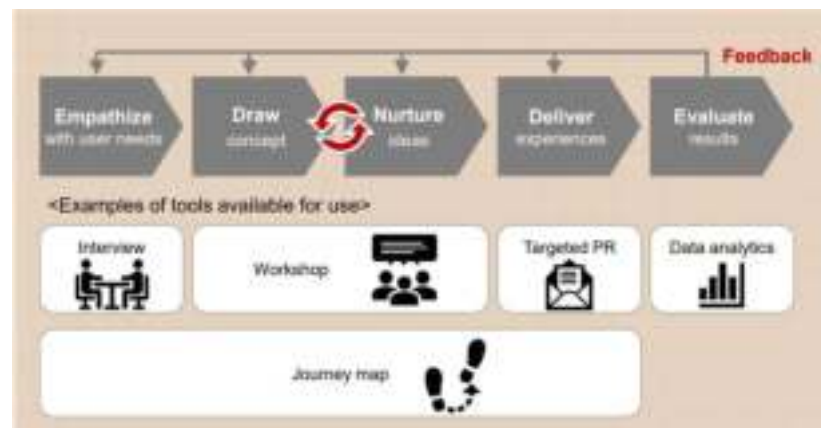 Feedback
Empathize
with user needs
Draw
concept
Nurture
ideas
Deliver
experiences
Evaluate
results
<Examples of tools available for use>
Interview
Workshop
Targeted PR
Data analytics
Journey map